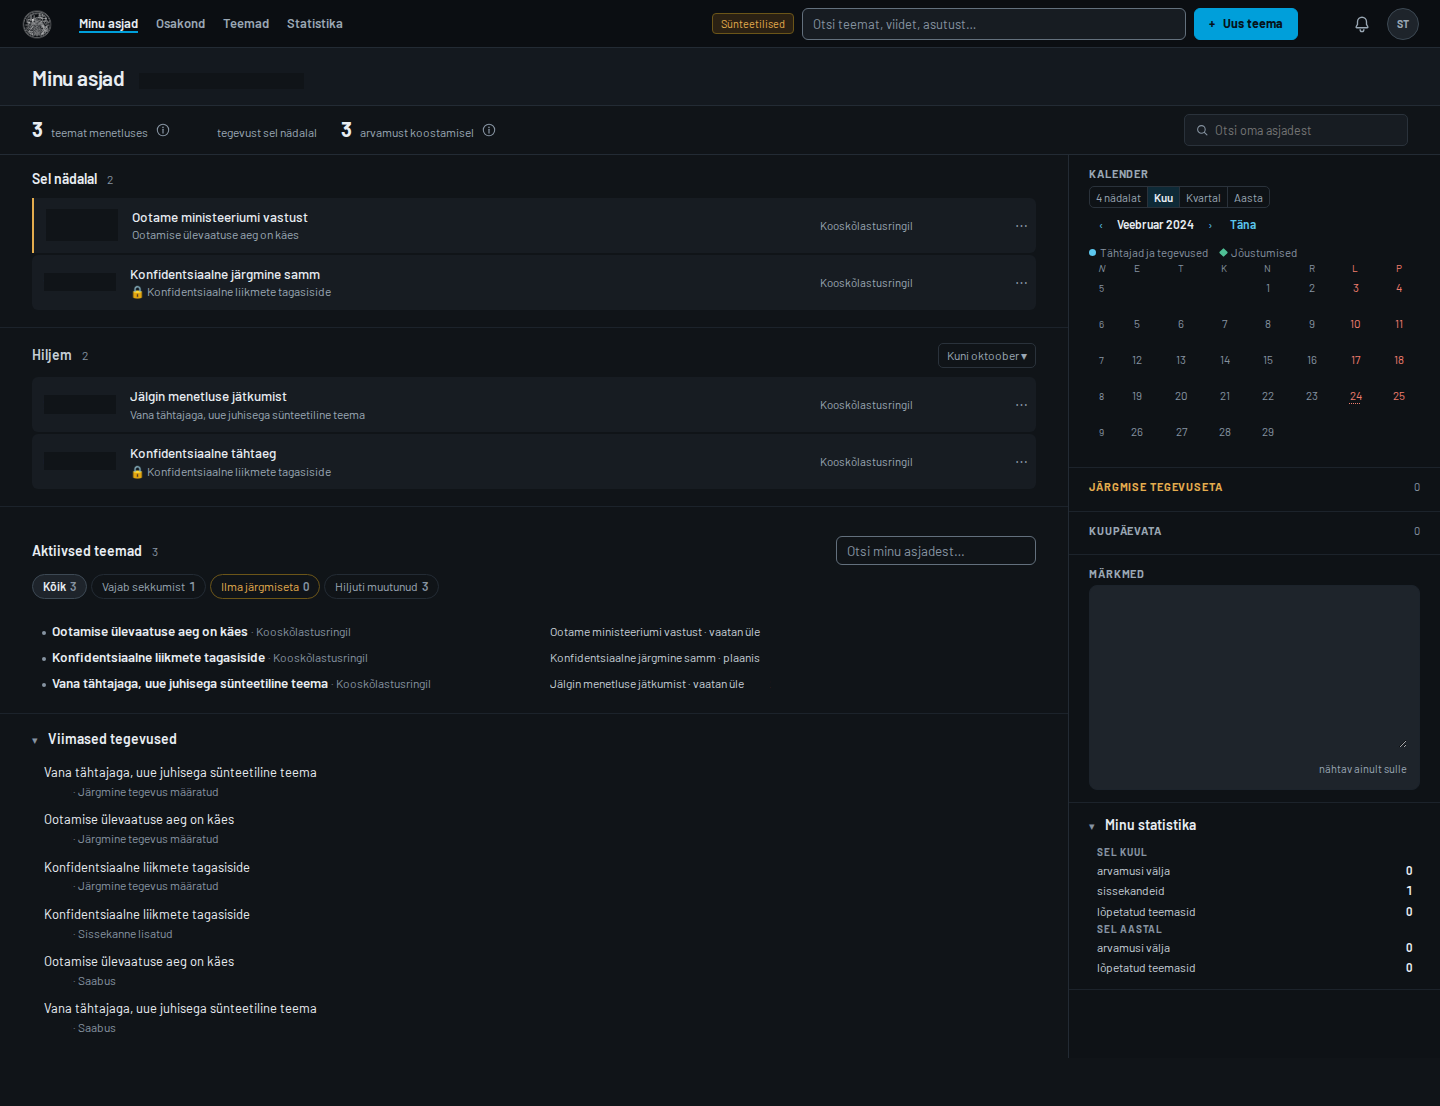 Minu asjad Osakond Teemad Statistika Sünteetilised Otsi teemat, viidet, asutust... + Uus teema ST
Minu asjad
3 teemat menetluses tegevust sel nädalal 3 arvamust koostamisel Otsi oma asjadest
Sel nädalal 2
Ootame ministeeriumi vastust
Ootamise ülevaatuse aeg on käes
Kooskõlastusringil ...
Konfidentsiaalne järgmine samm
🔒 Konfidentsiaalne liikmete tagasiside
Kooskõlastusringil ...
Hiljem 2 Kuni oktoober ▾
Jälgin menetluse jätkumist
Vana tähtajaga, uue juhisega sünteetiline teema
Kooskõlastusringil ...
Konfidentsiaalne tähtaeg
🔒 Konfidentsiaalne liikmete tagasiside
Kooskõlastusringil ...
Aktiivsed teemad 3 Otsi minu asjadest...
Kõik 3 Vajab sekkumist 1 Ilma järgmiseta 0 Hiljuti muutunud 3
• Ootamise ülevaatuse aeg on käes · Kooskõlastusringil Ootame ministeeriumi vastust · vaatan üle
• Konfidentsiaalne liikmete tagasiside · Kooskõlastusringil Konfidentsiaalne järgmine samm · plaanis
• Vana tähtajaga, uue juhisega sünteetiline teema · Kooskõlastusringil Jälgin menetluse jätkumist · vaatan üle
▾ Viimased tegevused
Vana tähtajaga, uue juhisega sünteetiline teema
· Järgmine tegevus määratud
Ootamise ülevaatuse aeg on käes
· Järgmine tegevus määratud
Konfidentsiaalne liikmete tagasiside
· Järgmine tegevus määratud
Konfidentsiaalne liikmete tagasiside
· Sissekanne lisatud
Ootamise ülevaatuse aeg on käes
· Saabus
Vana tähtajaga, uue juhisega sünteetiline teema
· Saabus
KALENDER
4 nädalat Kuu Kvartal Aasta
‹ Veebruar 2024 › Täna
Tähtajad ja tegevused Jõustumised
N E T K N R L P
5 1 2 3 4
6 5 6 7 8 9 10 11
7 12 13 14 15 16 17 18
8 19 20 21 22 23 24 25
9 26 27 28 29
JÄRGMISE TEGEVUSETA 0
KUUPÄEVATA 0
MÄRKMED
nähtav ainult sulle
▾ Minu statistika
SEL KUUL
arvamusi välja 0
sissekandeid 1
lõpetatud teemasid 0
SEL AASTAL
arvamusi välja 0
lõpetatud teemasid 0